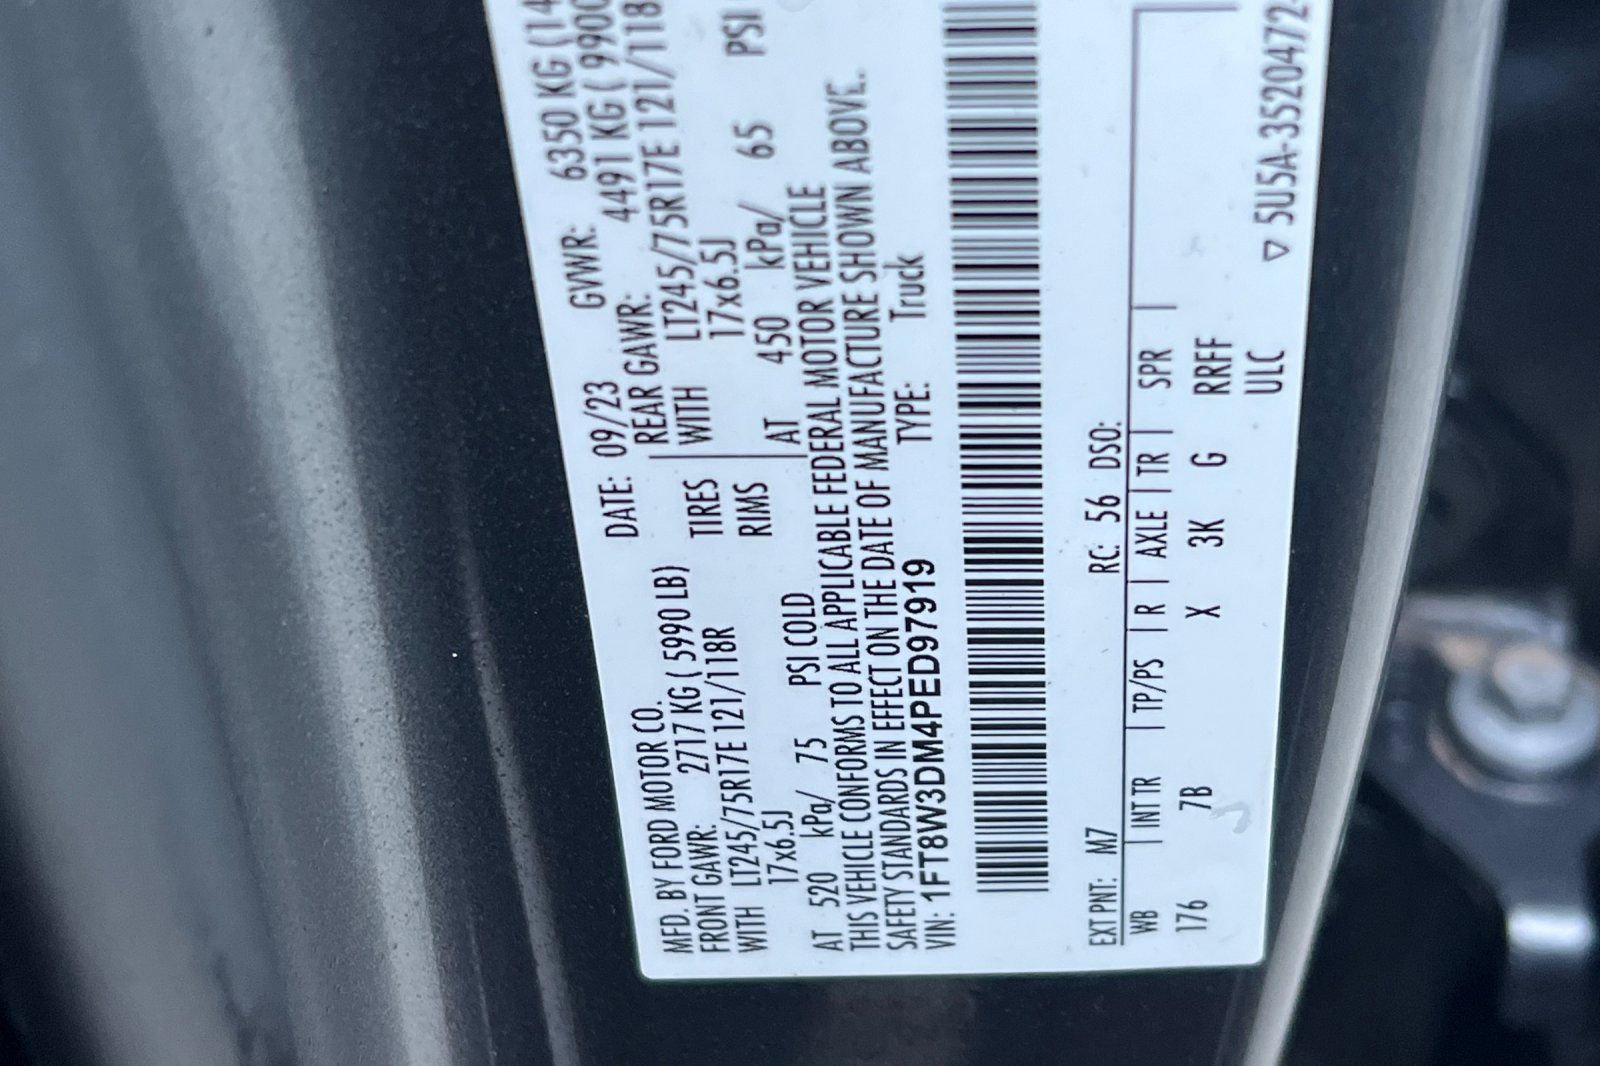 MFD. BY FORD MOTOR CO.
DATE: 09/23 GVWR: 6350 KG (14
FRONT GAWR: 2717 KG ( 5990 LB)
REAR GAWR: 4491 KG ( 9900
WITH LT245/75R17E 121/118R TIRES WITH LT245/75R17E 121/118
17x6.5J RIMS 17x6.5J
AT 520 kPa/ 75 PSI COLD AT 450 kPa/ 65 PSI
THIS VEHICLE CONFORMS TO ALL APPLICABLE FEDERAL MOTOR VEHICLE
SAFETY STANDARDS IN EFFECT ON THE DATE OF MANUFACTURE SHOWN ABOVE.
VIN: 1FT8W3DM4PED97919 TYPE: Truck
EXT PNT: M7 RC: 56 DSO:
WB INT TR TP/PS R AXLE TR SPR
176 7B X 3K G RRFF
ULC
▽ 5U5A-3520472-